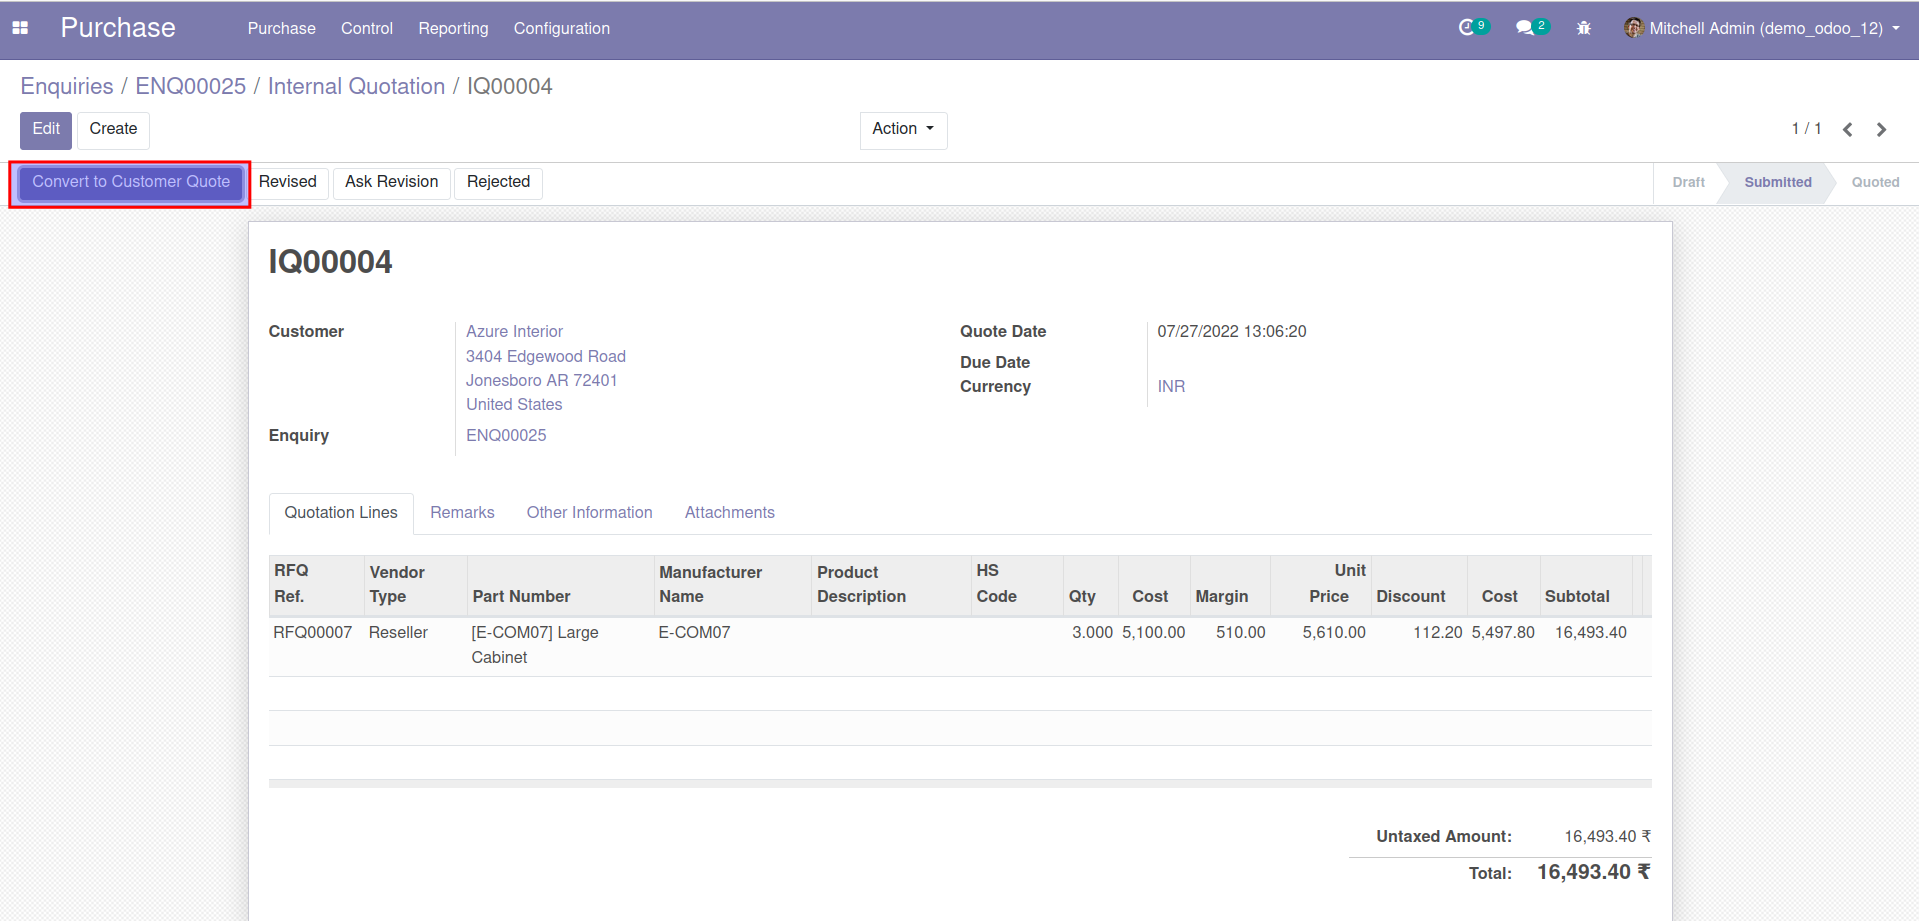 Purchase Purchase Control Reporting Configuration 9 2 Mitchell Admin (demo_odoo_12)
Enquiries / ENQ00025 / Internal Quotation / IQ00004
Edit Create Action 1 / 1
Convert to Customer Quote Revised Ask Revision Rejected Draft Submitted Quoted
IQ00004
Customer Azure Interior Quote Date 07/27/2022 13:06:20
3404 Edgewood Road Due Date
Jonesboro AR 72401 Currency INR
United States
Enquiry ENQ00025
Quotation Lines Remarks Other Information Attachments
RFQ Vendor Manufacturer Product HS Unit
Ref. Type Part Number Name Description Code Qty Cost Margin Price Discount Cost Subtotal
RFQ00007 Reseller [E-COM07] Large E-COM07 3.000 5,100.00 510.00 5,610.00 112.20 5,497.80 16,493.40
Cabinet
Untaxed Amount: 16,493.40 ₹
Total: 16,493.40 ₹